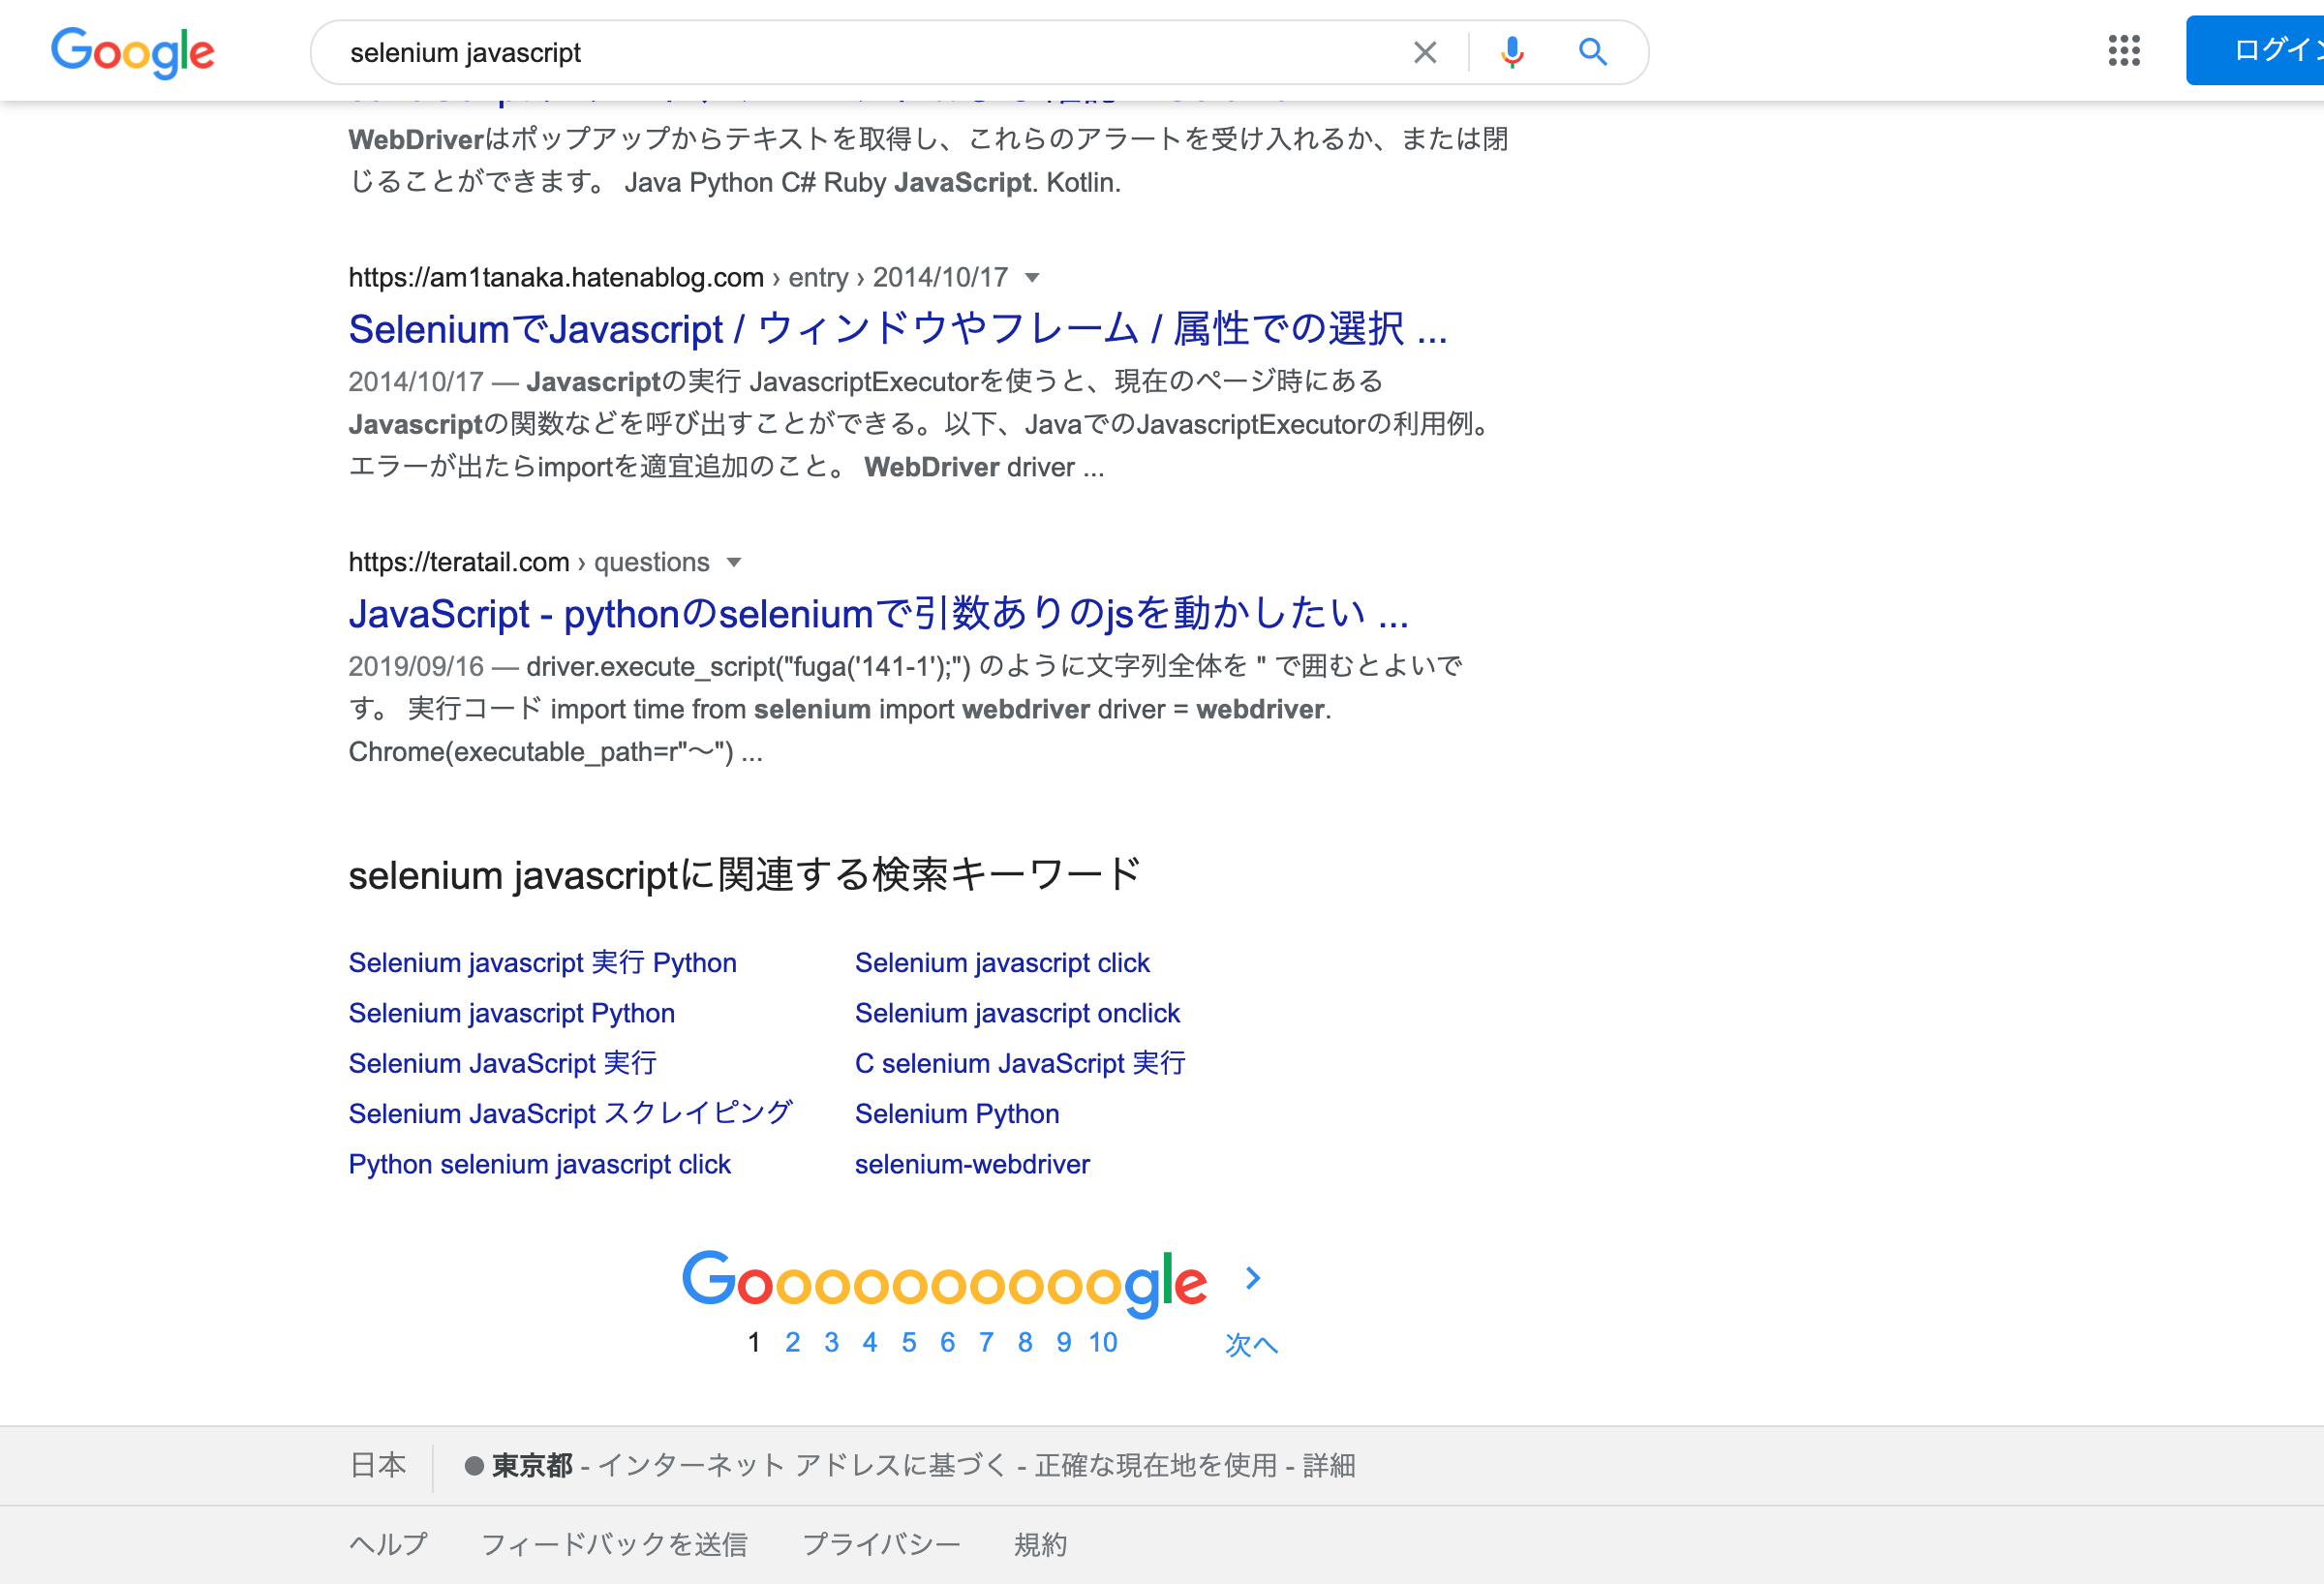 Google
selenium javascript
ログイン
WebDriverはポップアップからテキストを取得し、これらのアラートを受け入れるか、または閉
じることができます。 Java Python C# Ruby JavaScript. Kotlin.
https://am1tanaka.hatenablog.com › entry › 2014/10/17
SeleniumでJavascript / ウィンドウやフレーム / 属性での選択 ...
2014/10/17 — Javascriptの実行 JavascriptExecutorを使うと、現在のページ時にある
Javascriptの関数などを呼び出すことができる。以下、JavaでのJavascriptExecutorの利用例。
エラーが出たらimportを適宜追加のこと。 WebDriver driver ...
https://teratail.com › questions
JavaScript - pythonのseleniumで引数ありのjsを動かしたい ...
2019/09/16 — driver.execute_script("fuga('141-1');") のように文字列全体を " で囲むとよいで
す。 実行コード import time from selenium import webdriver driver = webdriver.
Chrome(executable_path=r"〜") ...
selenium javascriptに関連する検索キーワード
Selenium javascript 実行 Python
Selenium javascript click
Selenium javascript Python
Selenium javascript onclick
Selenium JavaScript 実行
C selenium JavaScript 実行
Selenium JavaScript スクレイピング
Selenium Python
Python selenium javascript click
selenium-webdriver
Goooooooooogle
1 2 3 4 5 6 7 8 9 10 次へ
日本 東京都 - インターネット アドレスに基づく - 正確な現在地を使用 - 詳細
ヘルプ フィードバックを送信 プライバシー 規約